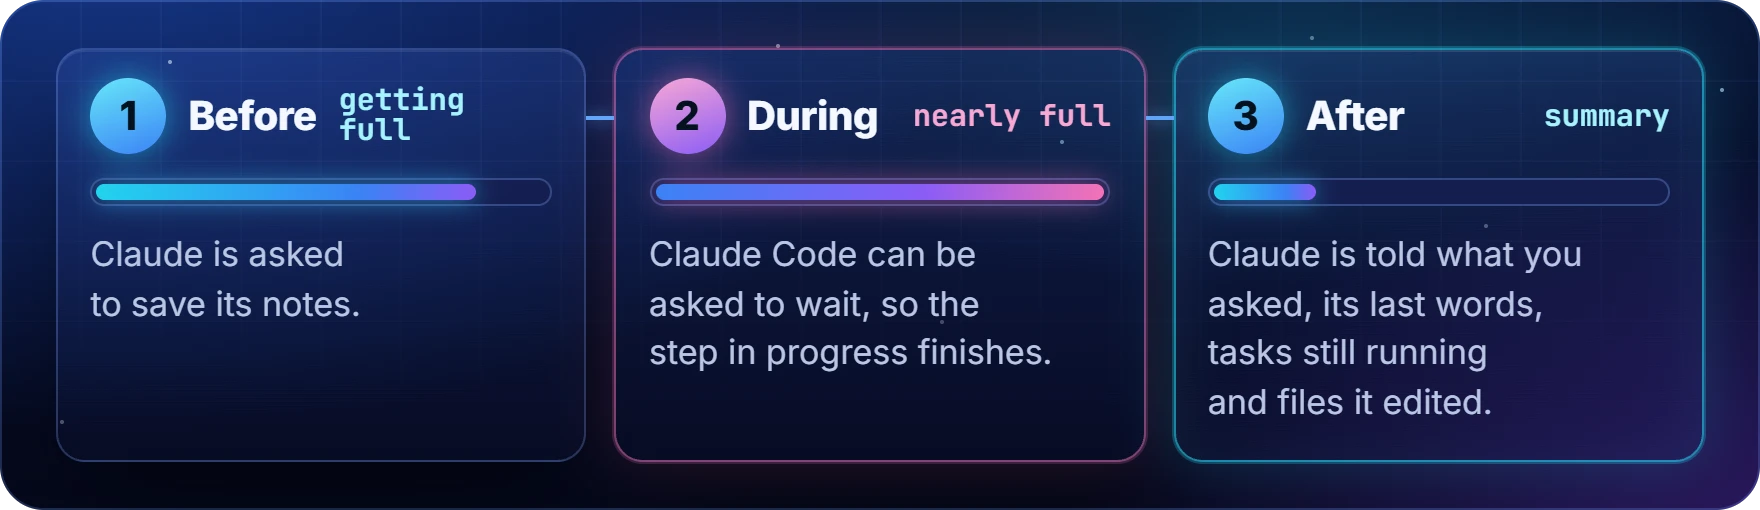 1 Before getting full
Claude is asked
to save its notes.
2 During nearly full
Claude Code can be
asked to wait, so the
step in progress finishes.
3 After summary
Claude is told what you
asked, its last words,
tasks still running
and files it edited.